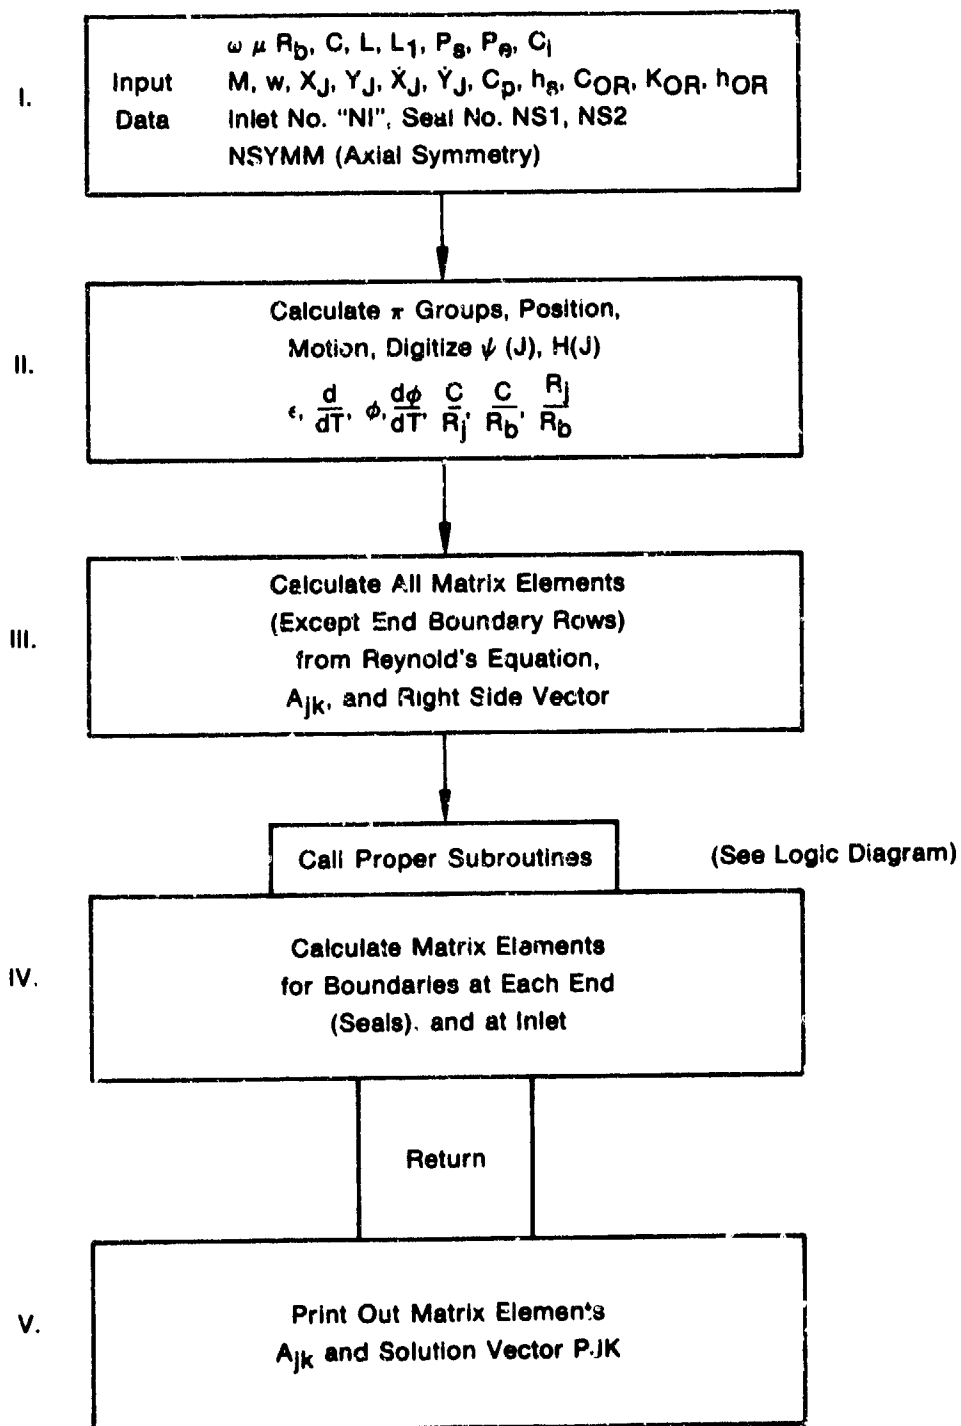 I.
ω μ R_b, C, L, L_1, P_s, P_e, C_i
Input M, w, X_J, Y_J, Ẋ_J, Ẏ_J, C_p, h_s, C_OR, K_OR, h_OR
Data Inlet No. "NI", Seal No. NS1, NS2
NSYMM (Axial Symmetry)
II.
Calculate π Groups, Position,
Motion, Digitize ψ (J), H(J)
ϵ, d/dT, ϕ, dϕ/dT, C/R_j, C/R_b, R_j/R_b
III.
Calculate All Matrix Elements
(Except End Boundary Rows)
from Reynold's Equation,
A_jk, and Right Side Vector
Call Proper Subroutines (See Logic Diagram)
IV.
Calculate Matrix Elements
for Boundaries at Each End
(Seals), and at Inlet
Return
V.
Print Out Matrix Elements
A_jk and Solution Vector PJK